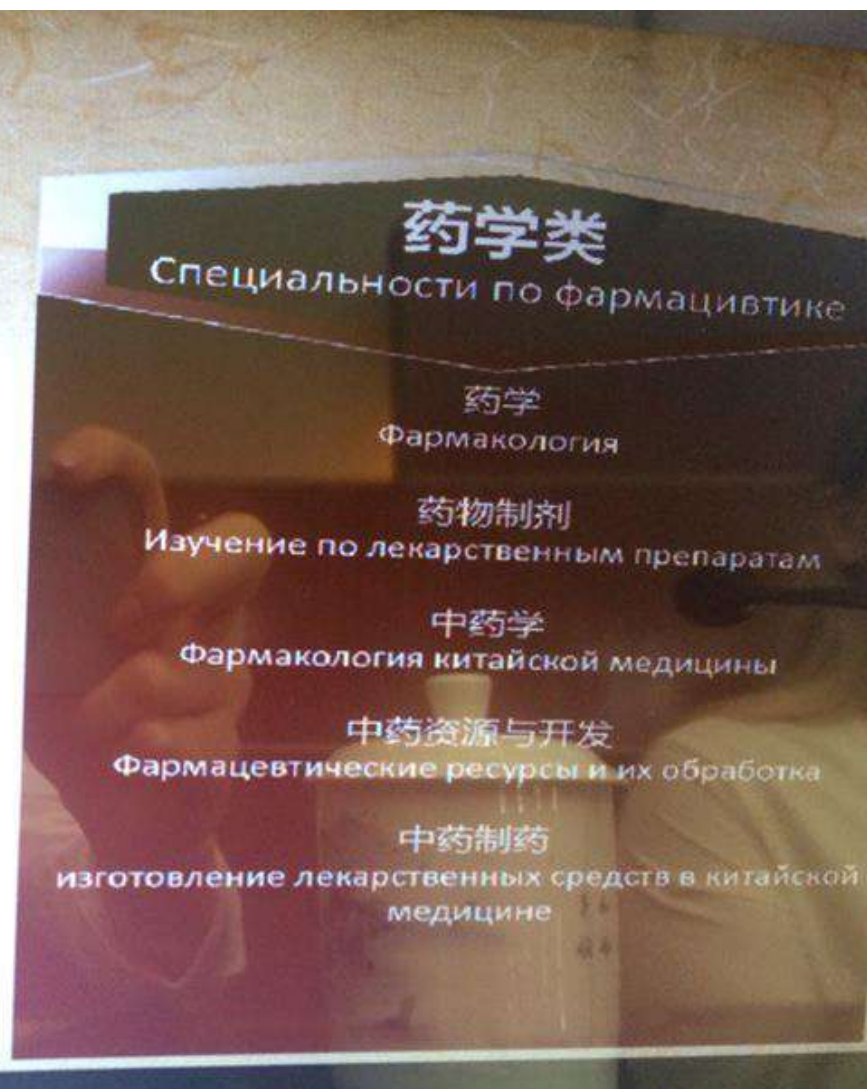 药学类
Специальности по фармацивтике
药学
Фармакология
药物制剂
Изучение по лекарственным препаратам
中药学
Фармакология китайской медицины
中药资源与开发
Фармацевтические ресурсы и их обработка
中药制药
изготовление лекарственных средств в китайской
медицине